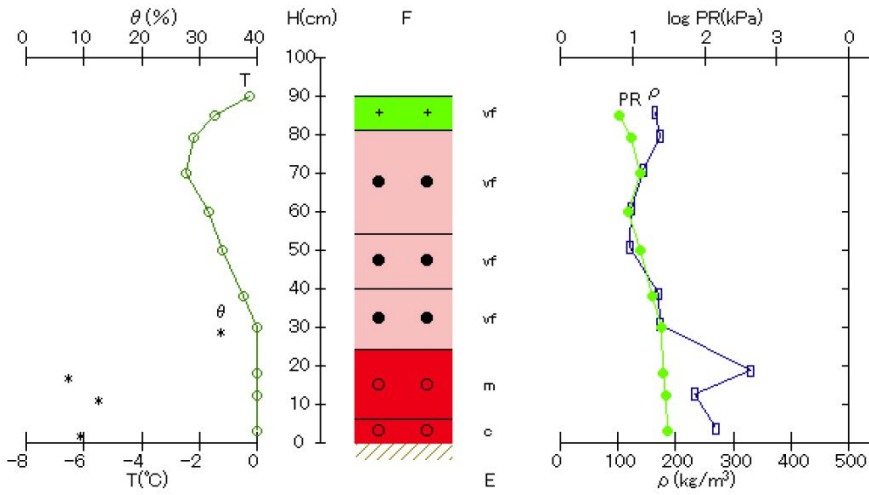 θ(%) H(cm) F log PR(kPa)
0 10 20 30 40 0 1 2 3 0
100
T
90
PR ρ
vf
80
70
vf
60
50
vf
40
θ
30
vf
20
m
10
c
0
-8 -6 -4 -2 0 0 100 200 300 400 500
T(°C) E ρ(kg/m³)